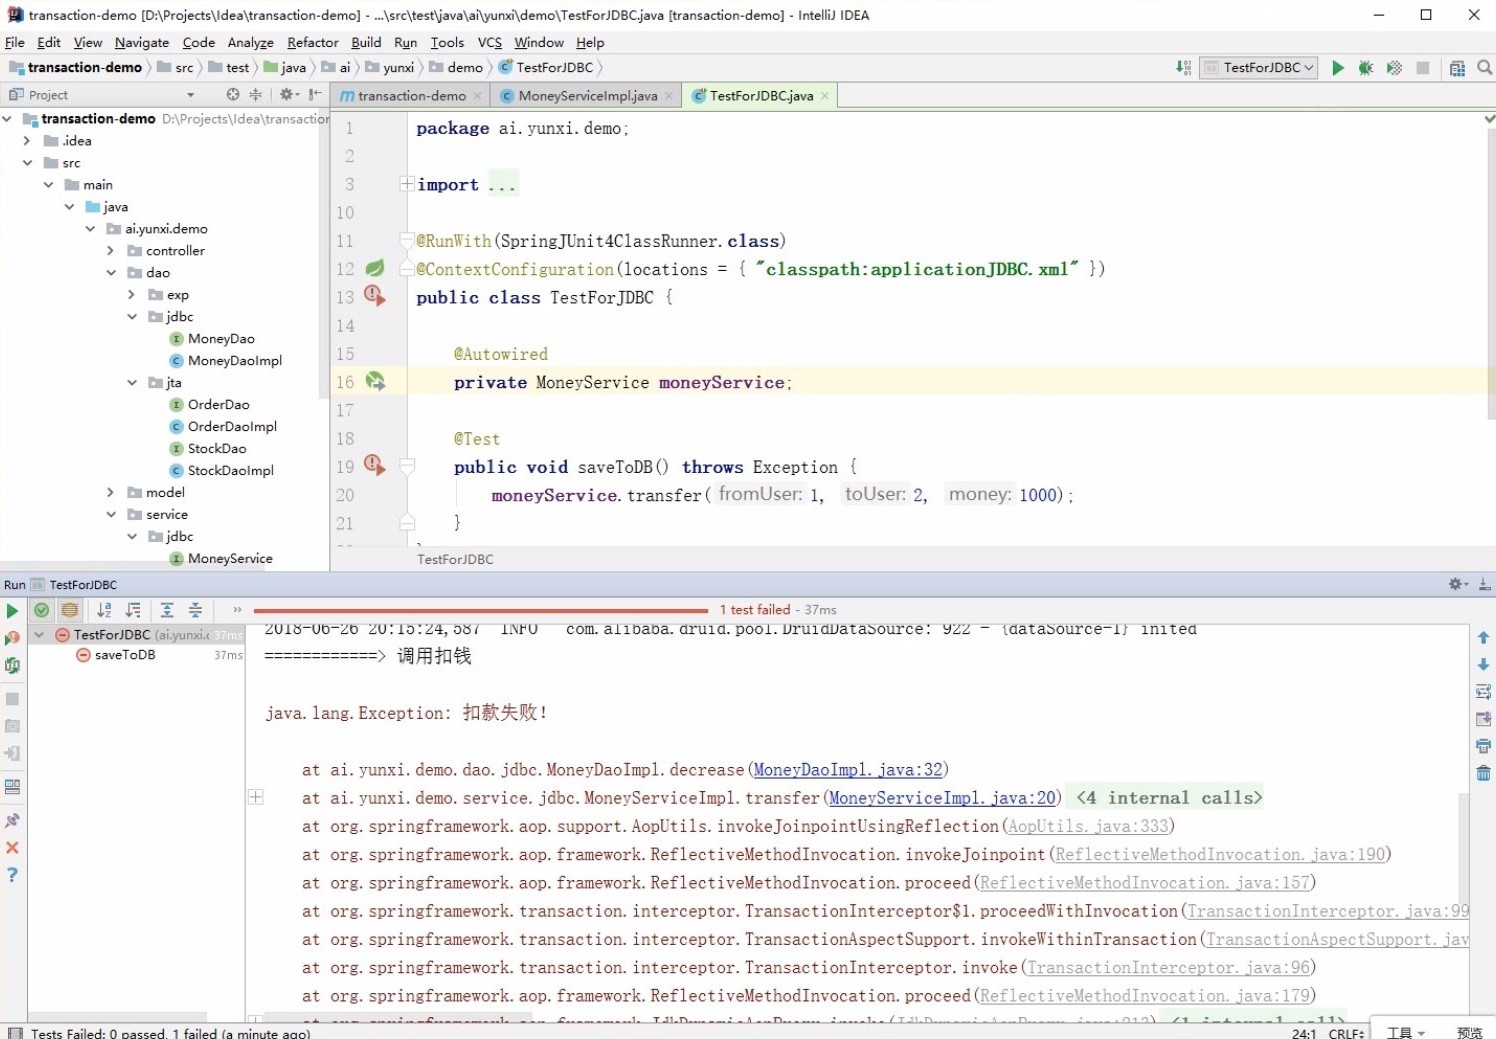 transaction-demo [D:\Projects\Idea\transaction-demo] - ...\src\test\java\ai\yunxi\demo\TestForJDBC.java [transaction-demo] - IntelliJ IDEA
File Edit View Navigate Code Analyze Refactor Build Run Tools VCS Window Help
transaction-demo src test java ai yunxi demo TestForJDBC TestForJDBC
Project transaction-demo MoneyServiceImpl.java TestForJDBC.java
transaction-demo D:\Projects\Idea\transaction
.idea
src
main
java
ai.yunxi.demo
controller
dao
exp
jdbc
MoneyDao
MoneyDaoImpl
jta
OrderDao
OrderDaoImpl
StockDao
StockDaoImpl
model
service
jdbc
MoneyService
1 package ai.yunxi.demo;
2
3 import ...
10
11 @RunWith(SpringJUnit4ClassRunner.class)
12 @ContextConfiguration(locations = { "classpath:applicationJDBC.xml" })
13 public class TestForJDBC {
14
15 @Autowired
16 private MoneyService moneyService;
17
18 @Test
19 public void saveToDB() throws Exception {
20 moneyService.transfer( fromUser: 1, toUser: 2, money: 1000);
21 }
TestForJDBC
Run TestForJDBC
1 test failed - 37ms
TestForJDBC (ai.yunxi.c 37ms
saveToDB 37ms
2018-06-26 20:15:24,587 INFO com.alibaba.druid.pool.DruidDataSource: 922 - {dataSource-1} inited
============> 调用扣钱
java.lang.Exception: 扣款失败!
at ai.yunxi.demo.dao.jdbc.MoneyDaoImpl.decrease(MoneyDaoImpl.java:32)
at ai.yunxi.demo.service.jdbc.MoneyServiceImpl.transfer(MoneyServiceImpl.java:20) <4 internal calls>
at org.springframework.aop.support.AopUtils.invokeJoinpointUsingReflection(AopUtils.java:333)
at org.springframework.aop.framework.ReflectiveMethodInvocation.invokeJoinpoint(ReflectiveMethodInvocation.java:190)
at org.springframework.aop.framework.ReflectiveMethodInvocation.proceed(ReflectiveMethodInvocation.java:157)
at org.springframework.transaction.interceptor.TransactionInterceptor$1.proceedWithInvocation(TransactionInterceptor.java:99
at org.springframework.transaction.interceptor.TransactionAspectSupport.invokeWithinTransaction(TransactionAspectSupport.jav
at org.springframework.transaction.interceptor.TransactionInterceptor.invoke(TransactionInterceptor.java:96)
at org.springframework.aop.framework.ReflectiveMethodInvocation.proceed(ReflectiveMethodInvocation.java:179)
Tests Failed: 0 passed, 1 failed (a minute ago) 24:1 CRLF 工具 预览